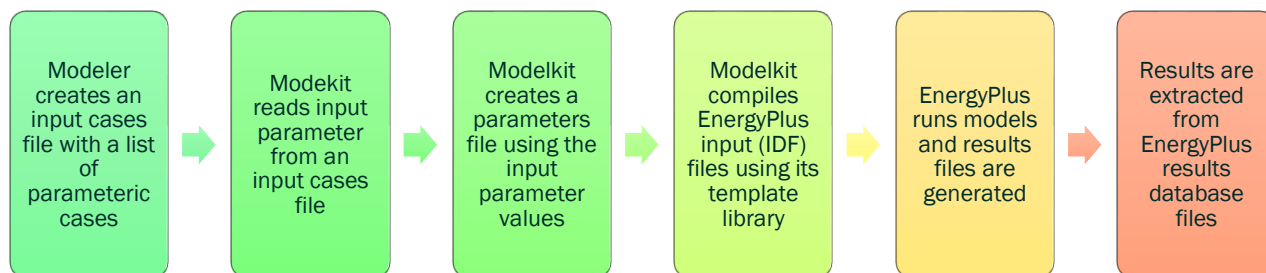 Modeler
creates an
input cases
file with a list
of
parameteric
cases
Modekit
reads input
parameter
from an
input cases
file
Modelkit
creates a
parameters
file using the
input
parameter
values
Modelkit
compiles
EnergyPlus
input (IDF)
files using its
template
library
EnergyPlus
runs models
and results
files are
generated
Results are
extracted
from
EnergyPlus
results
database
files